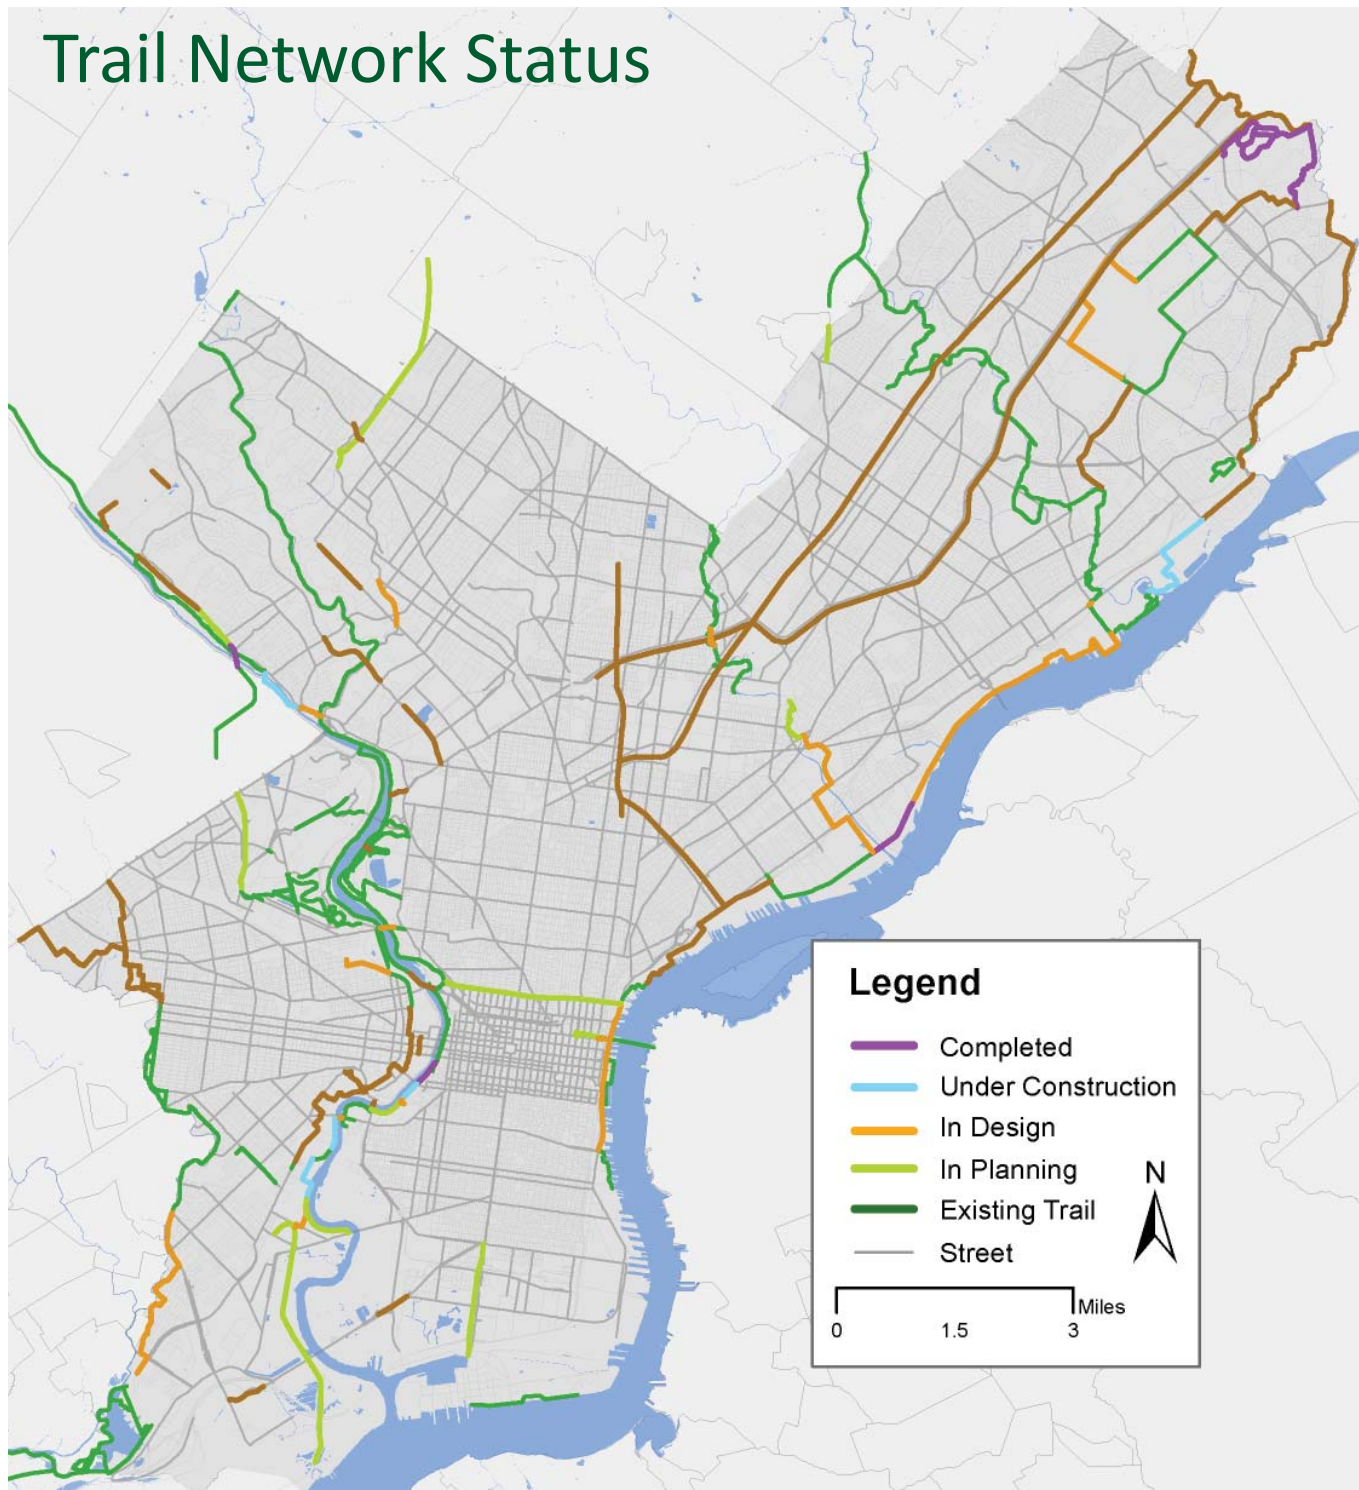 Trail Network Status
Legend
Completed
Under Construction
In Design
In Planning
Existing Trail
Street
N
Miles
0 1.5 3